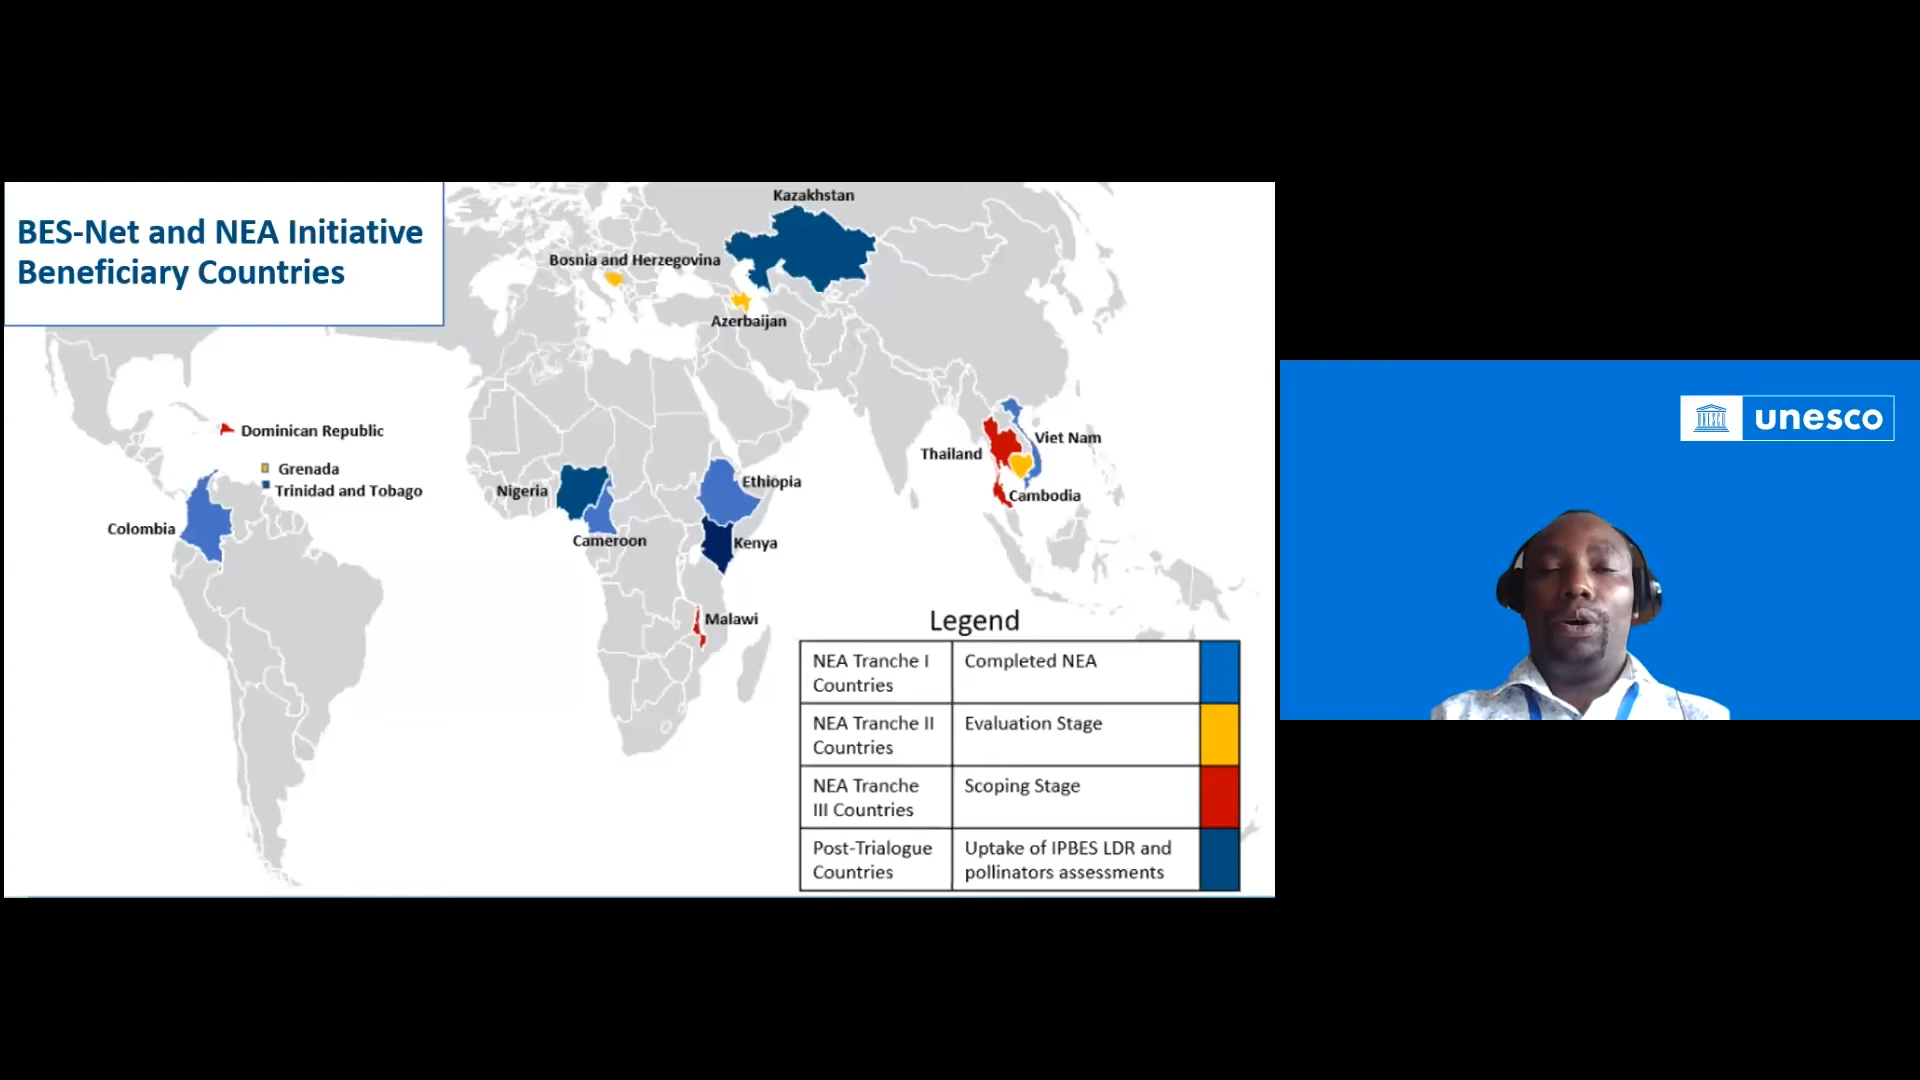 BES-Net and NEA Initiative
Beneficiary Countries
Kazakhstan
Bosnia and Herzegovina
Azerbaijan
Dominican Republic
Grenada
Trinidad and Tobago
Colombia
Nigeria
Cameroon
Ethiopia
Kenya
Malawi
Thailand
Viet Nam
Cambodia
Legend
NEA Tranche I
Countries
Completed NEA
NEA Tranche II
Countries
Evaluation Stage
NEA Tranche
III Countries
Scoping Stage
Post-Trialogue
Countries
Uptake of IPBES LDR and
pollinators assessments
unesco